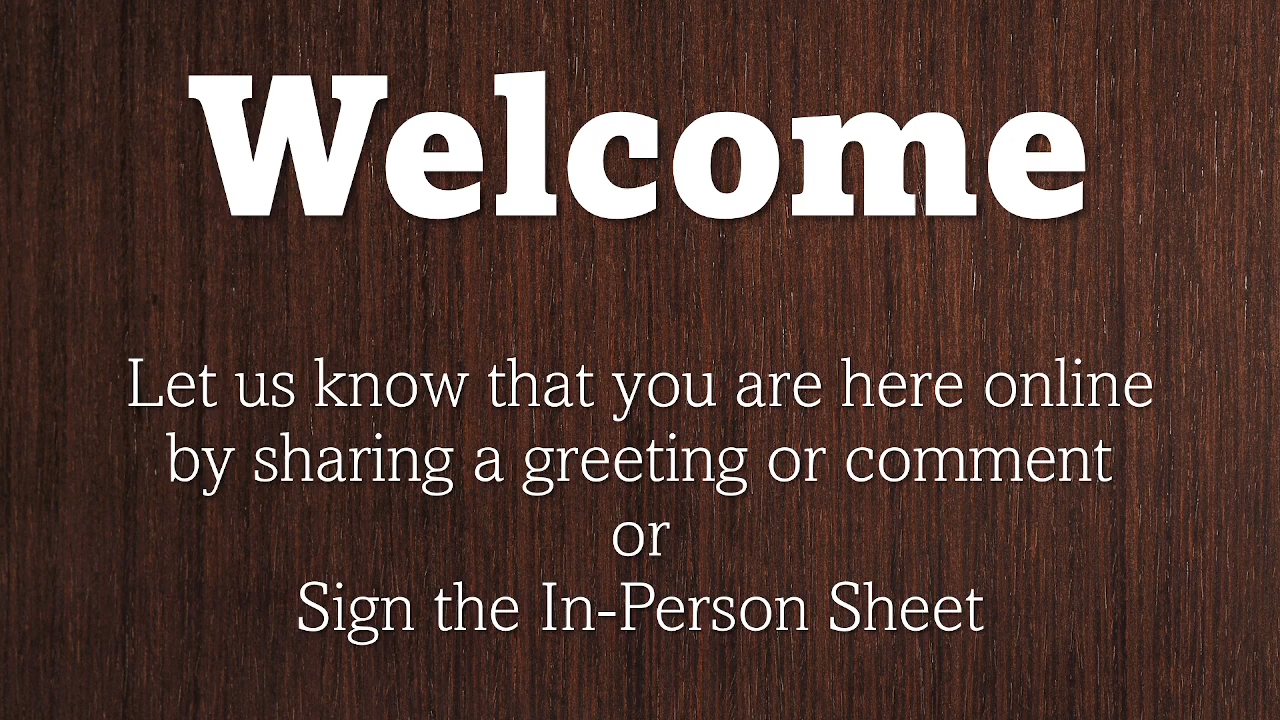 Welcome
Let us know that you are here online
by sharing a greeting or comment
or
Sign the In-Person Sheet